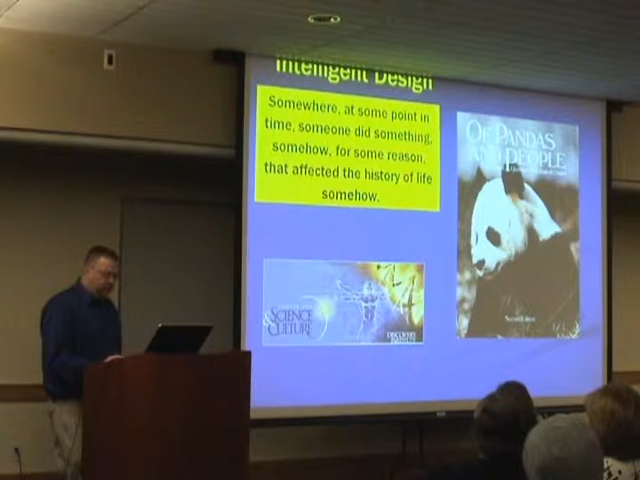 Intelligent Design
Somewhere, at some point in
time, someone did something,
somehow, for some reason,
that affected the history of life
somehow.
OF PANDAS
AND PEOPLE
SCIENCE
& CULTURE
DISCOVERY